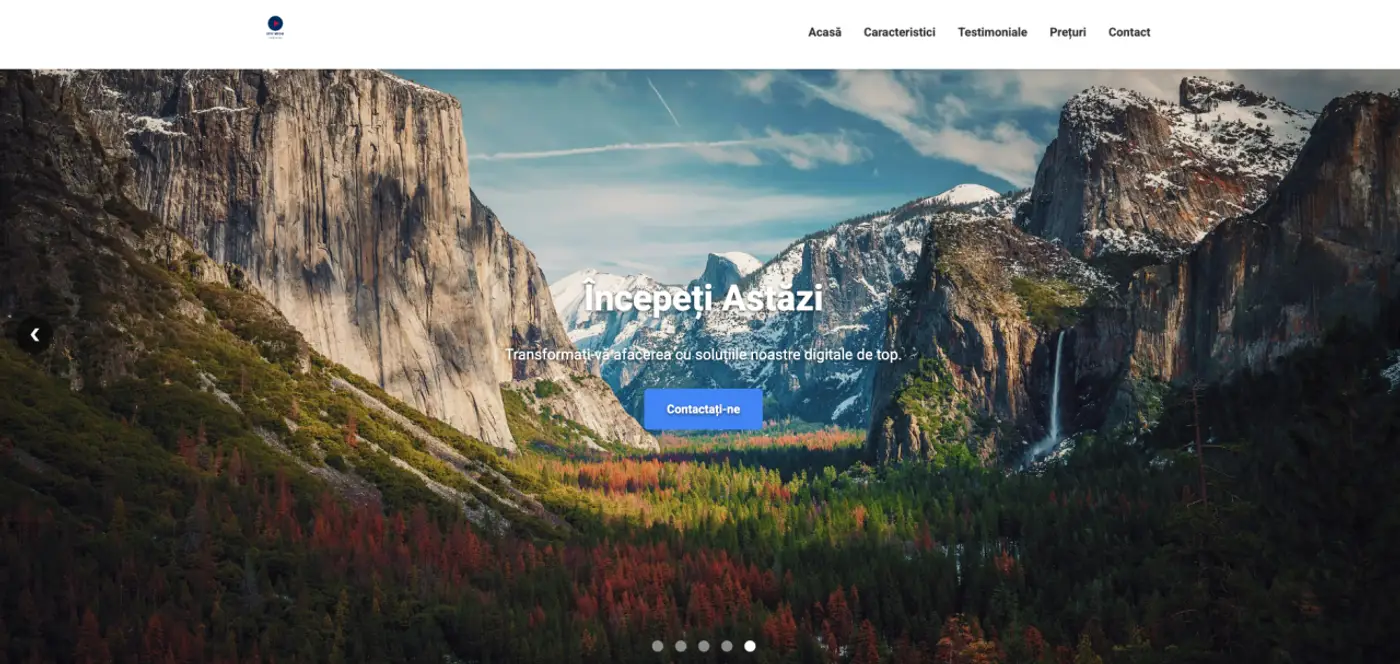 Acasă Caracteristici Testimoniale Prețuri Contact
Începeți Astăzi
Transformați-vă afacerea cu soluțiile noastre digitale de top.
Contactați-ne